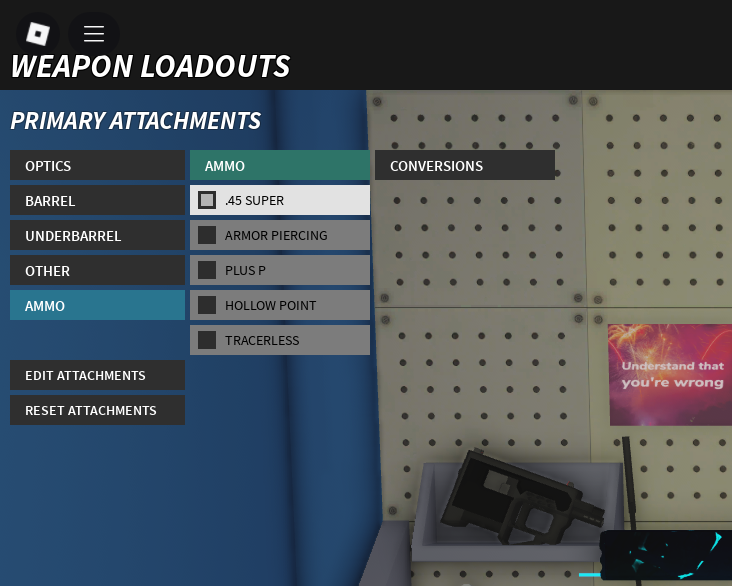 WEAPON LOADOUTS
PRIMARY ATTACHMENTS
OPTICS
BARREL
UNDERBARREL
OTHER
AMMO
EDIT ATTACHMENTS
RESET ATTACHMENTS
AMMO
.45 SUPER
ARMOR PIERCING
PLUS P
HOLLOW POINT
TRACERLESS
CONVERSIONS
Understand that
you're wrong